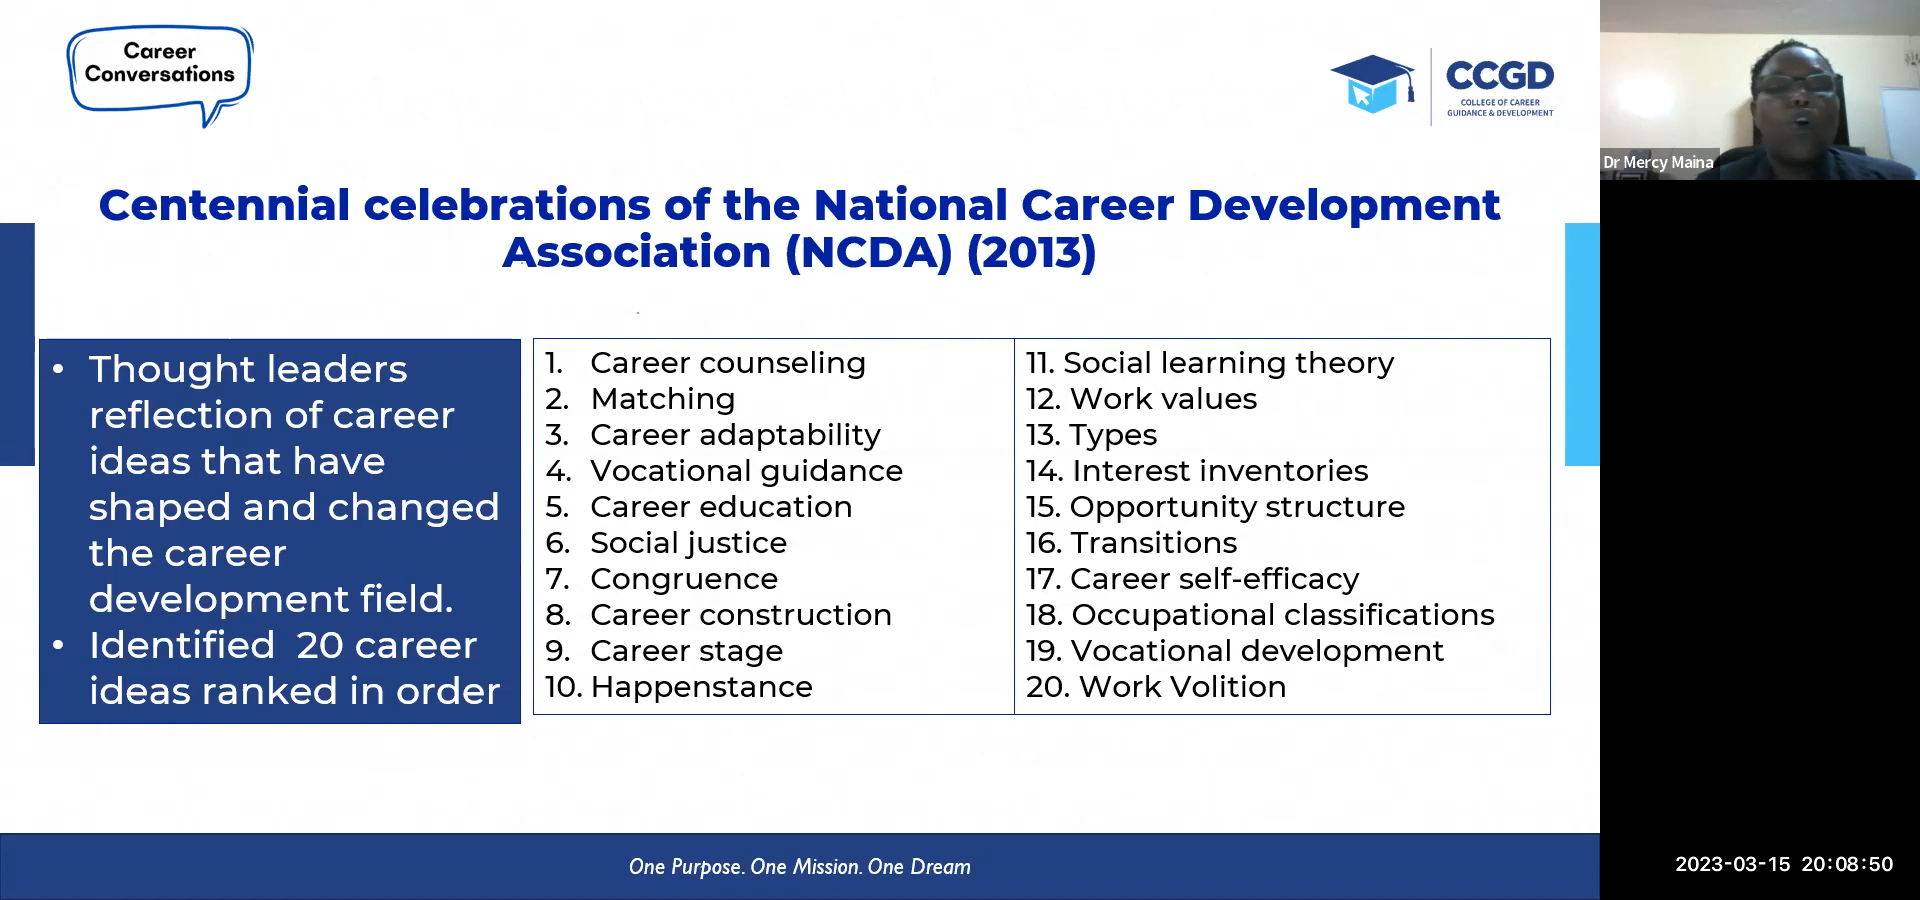 Career
Conversations
CCGD
COLLEGE OF CAREER
GUIDANCE & DEVELOPMENT
Dr Mercy Maina
Centennial celebrations of the National Career Development
Association (NCDA) (2013)
• Thought leaders
reflection of career
ideas that have
shaped and changed
the career
development field.
• Identified 20 career
ideas ranked in order
1. Career counseling
2. Matching
3. Career adaptability
4. Vocational guidance
5. Career education
6. Social justice
7. Congruence
8. Career construction
9. Career stage
10. Happenstance
11. Social learning theory
12. Work values
13. Types
14. Interest inventories
15. Opportunity structure
16. Transitions
17. Career self-efficacy
18. Occupational classifications
19. Vocational development
20. Work Volition
One Purpose. One Mission. One Dream
2023-03-15 20:08:50